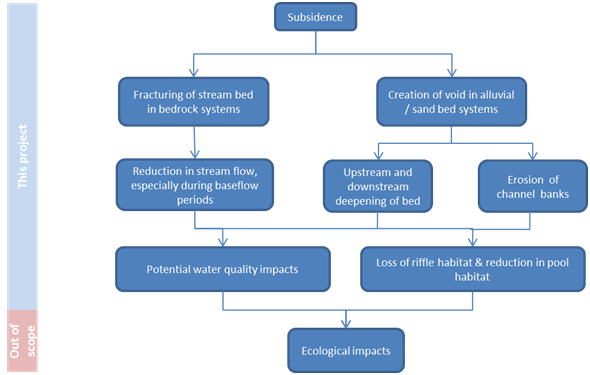 Subsidence
Fracturing of stream bed
in bedrock systems
Creation of void in alluvial
/ sand bed systems
This project
Reduction in stream flow,
especially during baseflow
periods
Upstream and
downstream
deepening of bed
Erosion of
channel banks
Potential water quality impacts
Loss of riffle habitat & reduction in pool
habitat
Out of
scope
Ecological impacts